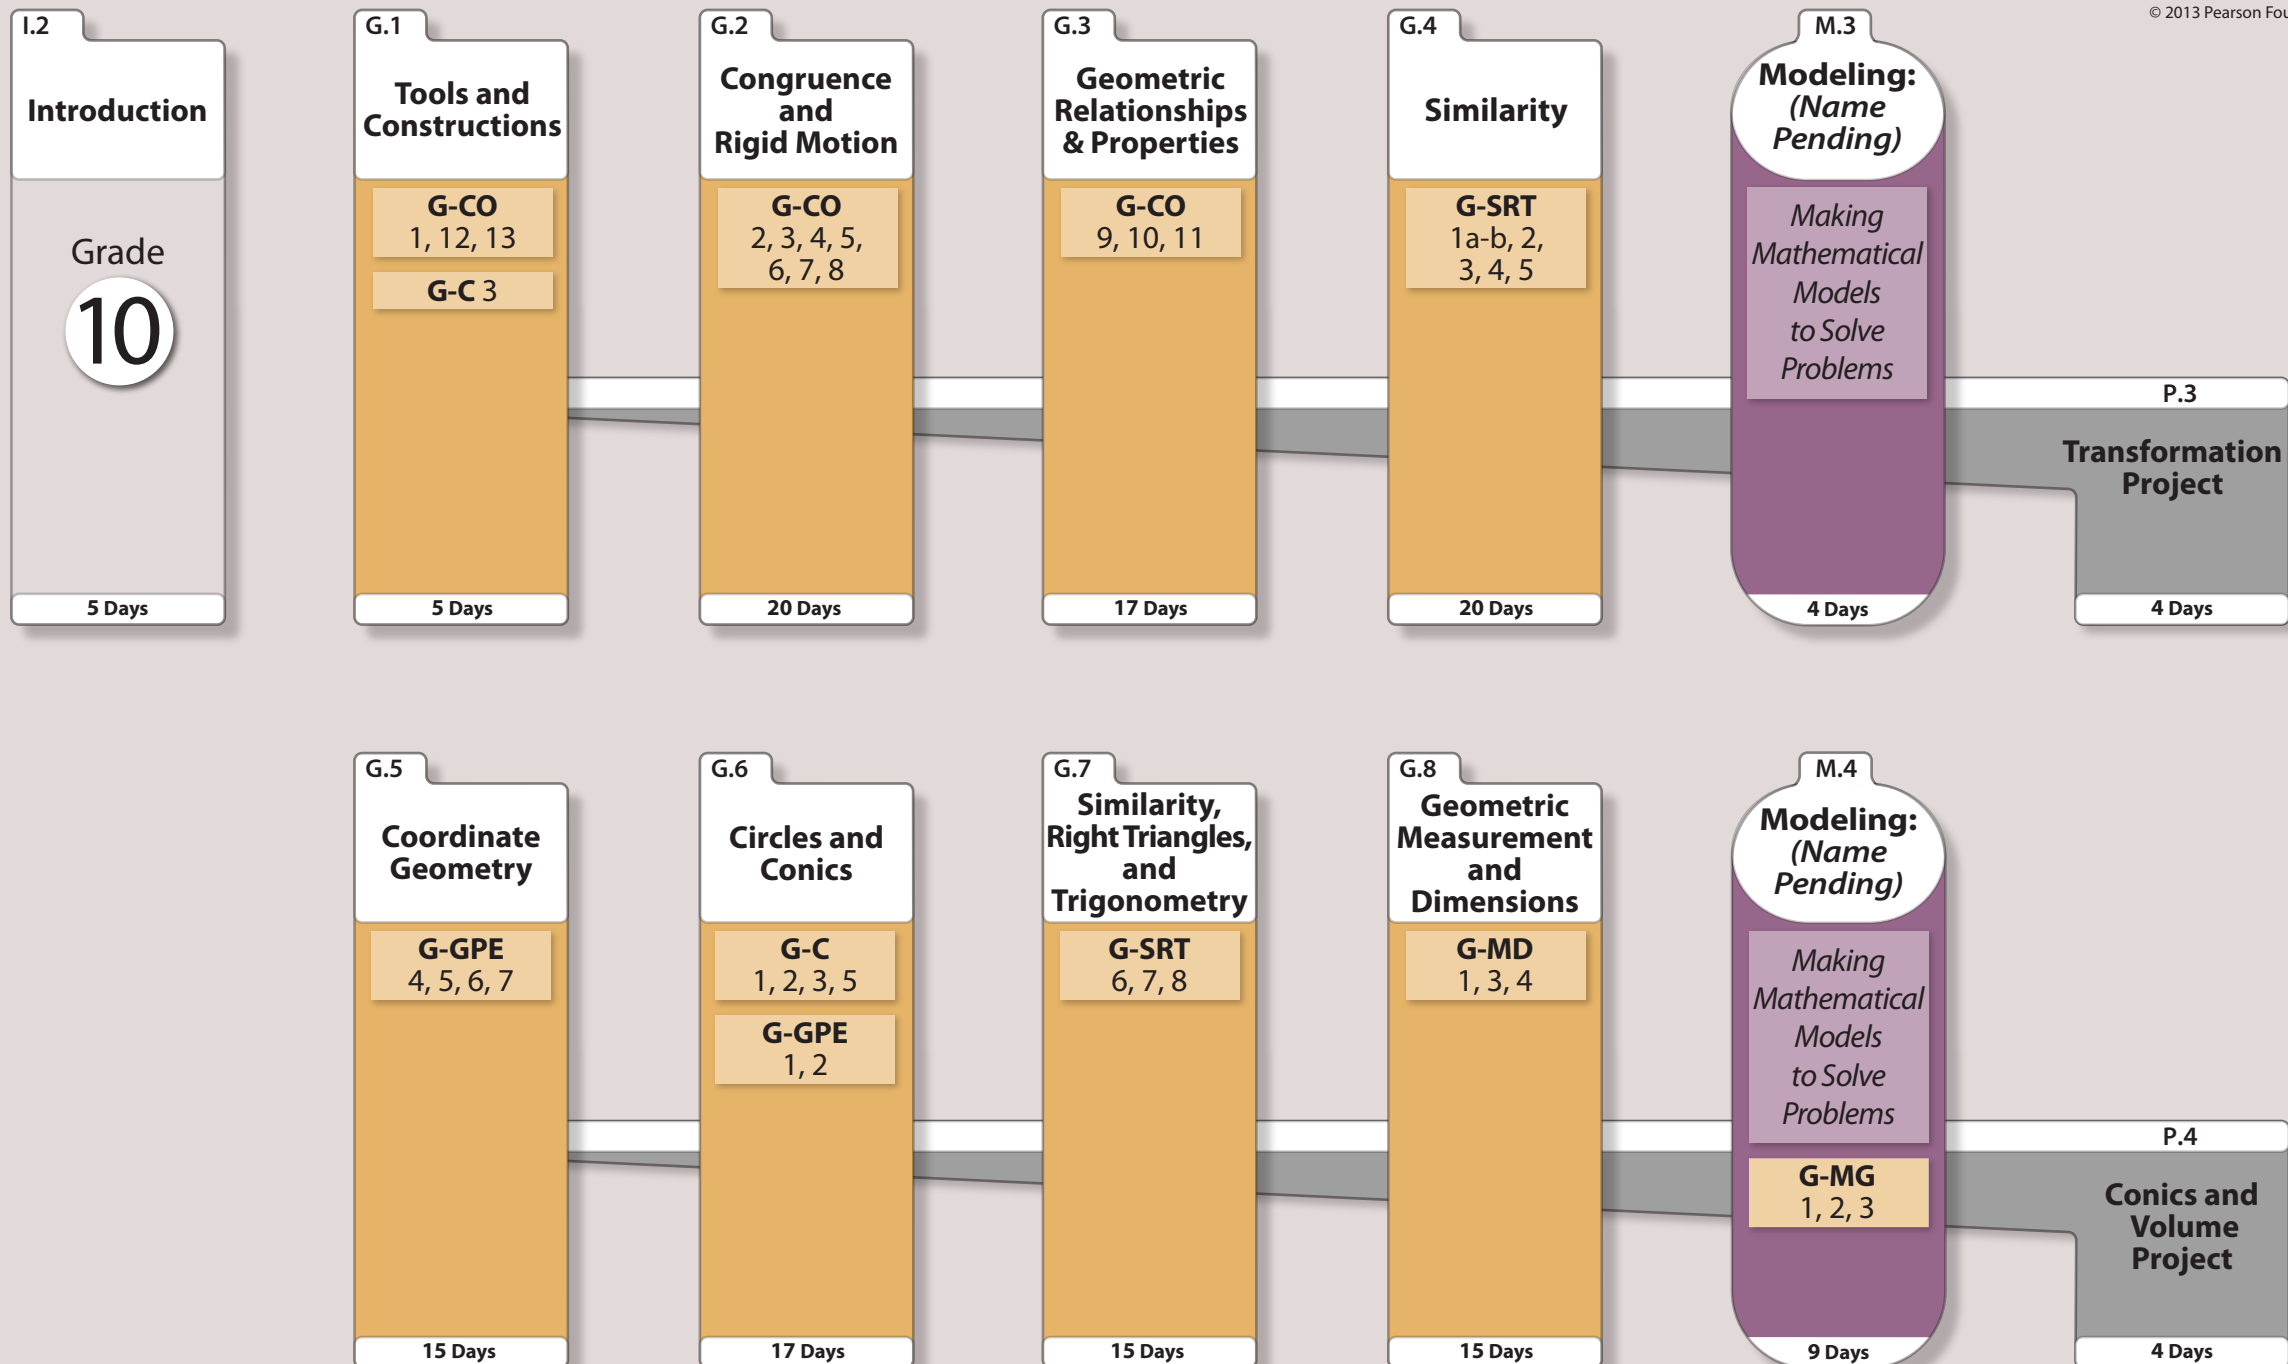 © 2013 Pearson Fou
I.2
Introduction
Grade
10
5 Days
G.1
Tools and
Constructions
G-CO
1, 12, 13
G-C 3
5 Days
G.2
Congruence
and
Rigid Motion
G-CO
2, 3, 4, 5,
6, 7, 8
20 Days
G.3
Geometric
Relationships
& Properties
G-CO
9, 10, 11
17 Days
G.4
Similarity
G-SRT
1a-b, 2,
3, 4, 5
20 Days
M.3
Modeling:
(Name
Pending)
Making
Mathematical
Models
to Solve
Problems
4 Days
P.3
Transformation
Project
4 Days
G.5
Coordinate
Geometry
G-GPE
4, 5, 6, 7
15 Days
G.6
Circles and
Conics
G-C
1, 2, 3, 5
G-GPE
1, 2
17 Days
G.7
Similarity,
Right Triangles,
and
Trigonometry
G-SRT
6, 7, 8
15 Days
G.8
Geometric
Measurement
and
Dimensions
G-MD
1, 3, 4
15 Days
M.4
Modeling:
(Name
Pending)
Making
Mathematical
Models
to Solve
Problems
G-MG
1, 2, 3
9 Days
P.4
Conics and
Volume
Project
4 Days